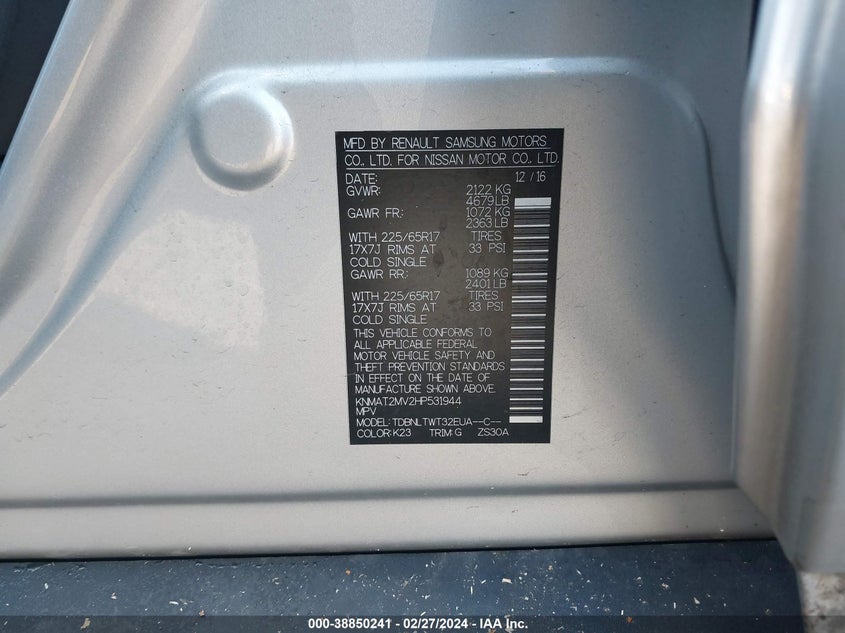 MFD BY RENAULT SAMSUNG MOTORS
CO., LTD. FOR NISSAN MOTOR CO., LTD.
DATE: 12 / 16
GVWR: 2122 KG
4679 LB
GAWR FR.: 1072 KG
2363 LB
WITH 225/65R17 TIRES
17X7J RIMS AT 33 PSI
COLD SINGLE
GAWR RR.: 1089 KG
2401 LB
WITH 225/65R17 TIRES
17X7J RIMS AT 33 PSI
COLD SINGLE
THIS VEHICLE CONFORMS TO
ALL APPLICABLE FEDERAL
MOTOR VEHICLE SAFETY AND
THEFT PREVENTION STANDARDS
IN EFFECT ON THE DATE OF
MANUFACTURE SHOWN ABOVE.
KNMAT2MV2HP531944
MPV
MODEL: TDBNLTWT32EUA--C--
COLOR: K23 TRIM: G ZS30A
000-38850241 - 02/27/2024 - IAA Inc.